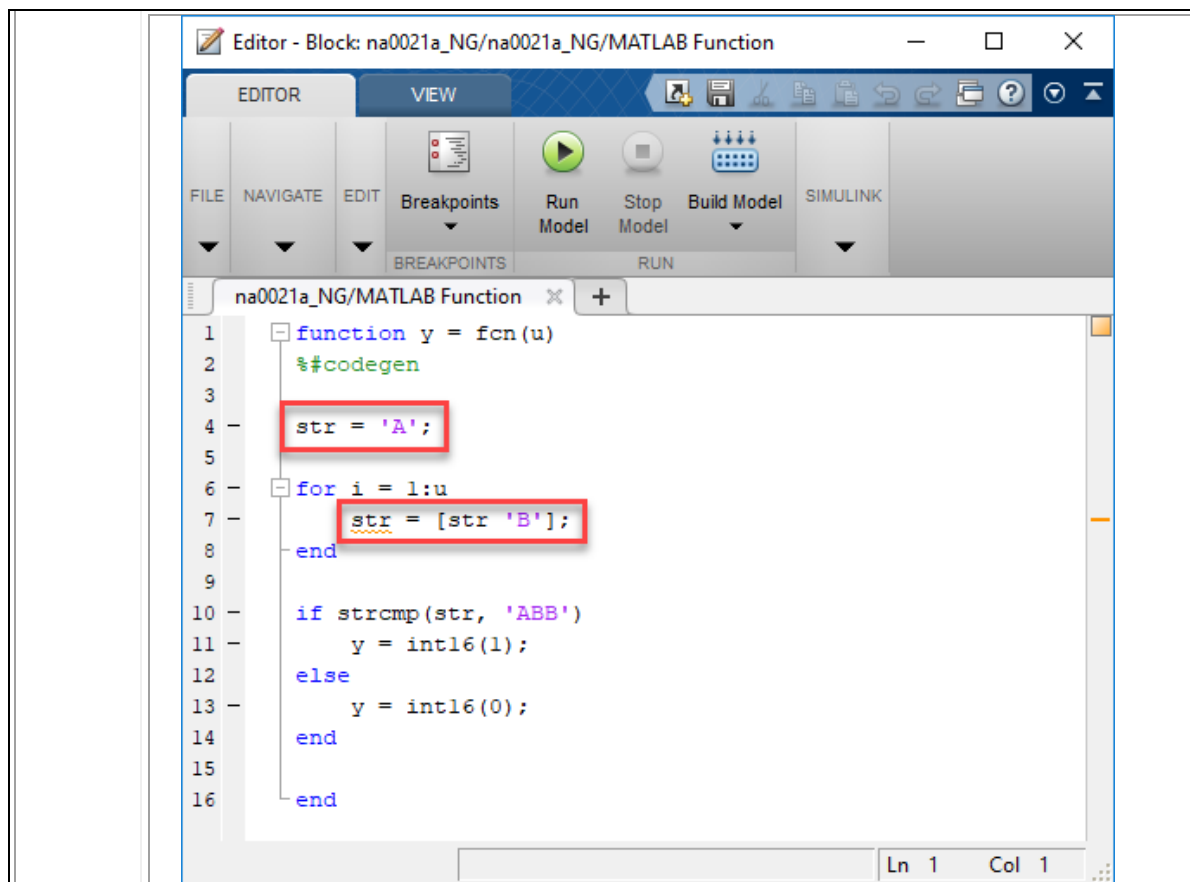 Editor - Block: na0021a_NG/na0021a_NG/MATLAB Function
EDITOR VIEW
FILE NAVIGATE EDIT Breakpoints Run Model Stop Model Build Model SIMULINK
BREAKPOINTS RUN
na0021a_NG/MATLAB Function
1 function y = fcn(u)
2 %#codegen
3
4 - str = 'A';
5
6 - for i = 1:u
7 - str = [str 'B'];
8 end
9
10 - if strcmp(str, 'ABB')
11 - y = int16(1);
12 else
13 - y = int16(0);
14 end
15
16 end
Ln 1 Col 1